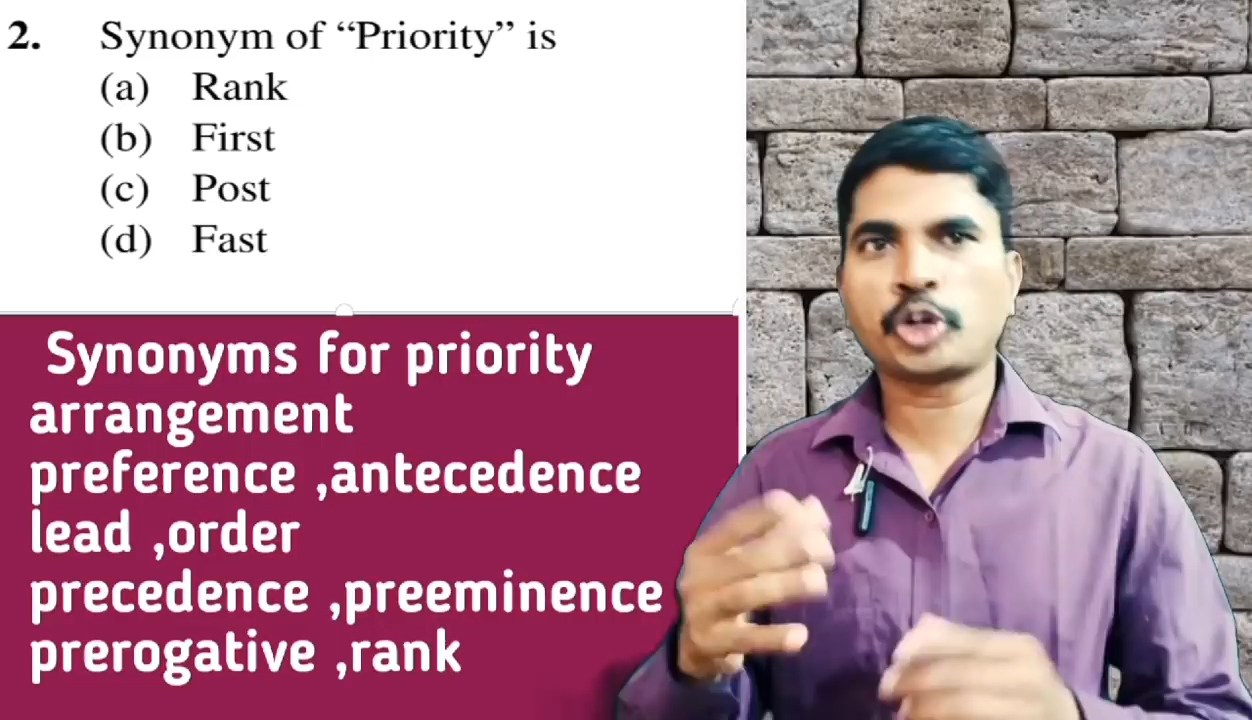 2. Synonym of “Priority” is
(a) Rank
(b) First
(c) Post
(d) Fast
Synonyms for priority
arrangement
preference ,antecedence
lead ,order
precedence ,preeminence
prerogative ,rank